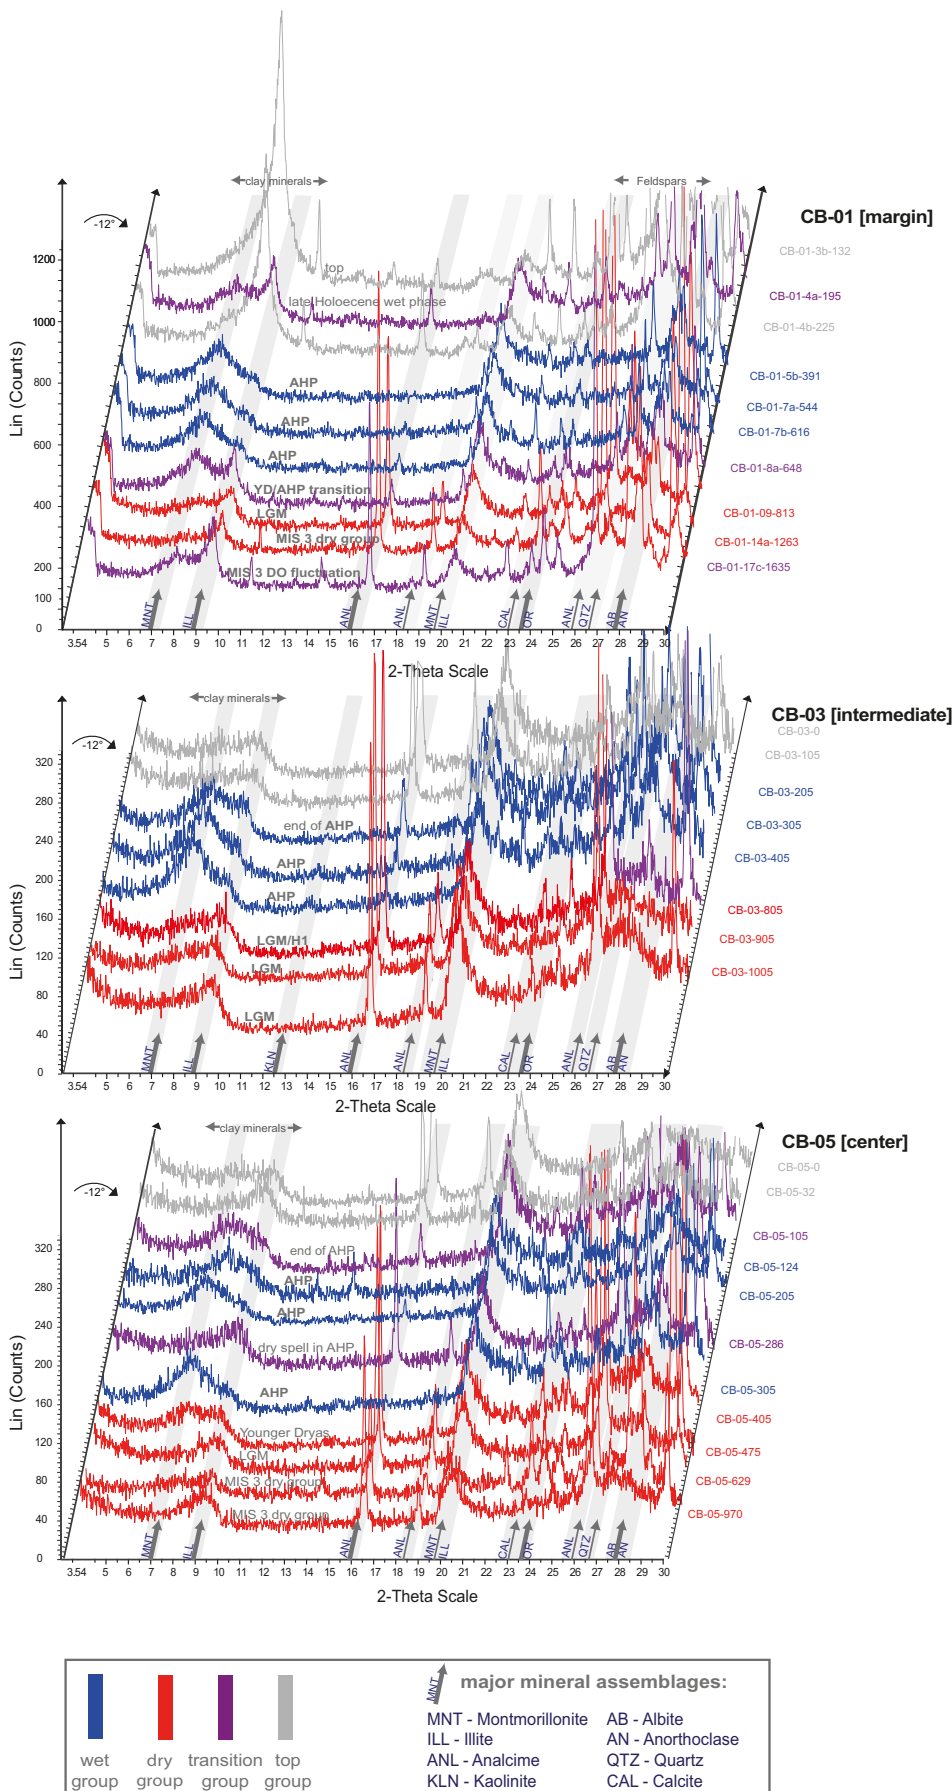 clay minerals
Feldspars
CB-01 [margin]
-12°
CB-01-3b-132
top
1200
CB-01-4a-195
late Holoecene wet phase
1000
CB-01-4b-225
Lin (Counts)
800
CB-01-5b-391
AHP
CB-01-7a-544
AHP
600
CB-01-7b-616
AHP
CB-01-8a-648
YD/AHP transition
400
CB-01-09-813
LGM
MIS 3 dry group
CB-01-14a-1263
MIS 3 DO fluctuation
CB-01-17c-1635
200
100
0
MNT ILL ANL ANL MNT ILL CAL OR ANL QTZ AB AN
3.54 5 6 7 8 9 10 11 12 13 14 15 16 17 18 19 20 21 22 23 24 25 26 27 28 29 30
2-Theta Scale
clay minerals
CB-03 [intermediate]
-12°
CB-03-0
CB-03-105
320
CB-03-205
280
end of AHP
CB-03-305
240
Lin (Counts)
AHP
CB-03-405
200
AHP
160
CB-03-805
LGM/H1
CB-03-905
120
LGM
CB-03-1005
80
LGM
40
0
MNT ILL KLN ANL ANL MNT ILL CAL OR ANL QTZ AB AN
3.54 5 6 7 8 9 10 11 12 13 14 15 16 17 18 19 20 21 22 23 24 25 26 27 28 29 30
2-Theta Scale
clay minerals
CB-05 [center]
-12°
CB-05-0
CB-05-32
CB-05-105
320
end of AHP
CB-05-124
280
AHP
CB-05-205
240
AHP
CB-05-286
dry spell in AHP
200
Lin (Counts)
CB-05-305
AHP
160
CB-05-405
Younger Dryas
120
CB-05-475
LGM
80
CB-05-629
MIS 3 dry group
40
CB-05-970
MIS 3 dry group
0
MNT ILL ANL ANL MNT ILL CAL OR ANL QTZ AB AN
3.54 5 6 7 8 9 10 11 12 13 14 15 16 17 18 19 20 21 22 23 24 25 26 27 28 29 30
2-Theta Scale
MNT
major mineral assemblages:
MNT - Montmorillonite AB - Albite
ILL - Illite AN - Anorthoclase
ANL - Analcime QTZ - Quartz
KLN - Kaolinite CAL - Calcite
wet group
dry group
transition group
top group